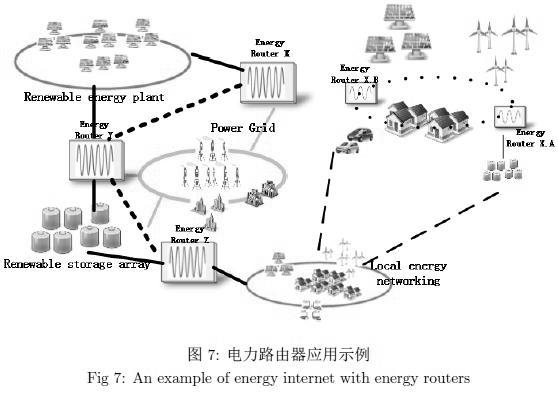 Energy
Router X
Renewable energy plant
Energy
Router Y
Power Grid
Energy
Router X.B
Energy
Router X.A
Renewable storage array
Energy
Router Z
Local energy
networking
图 7: 电力路由器应用示例
Fig 7: An example of energy internet with energy routers